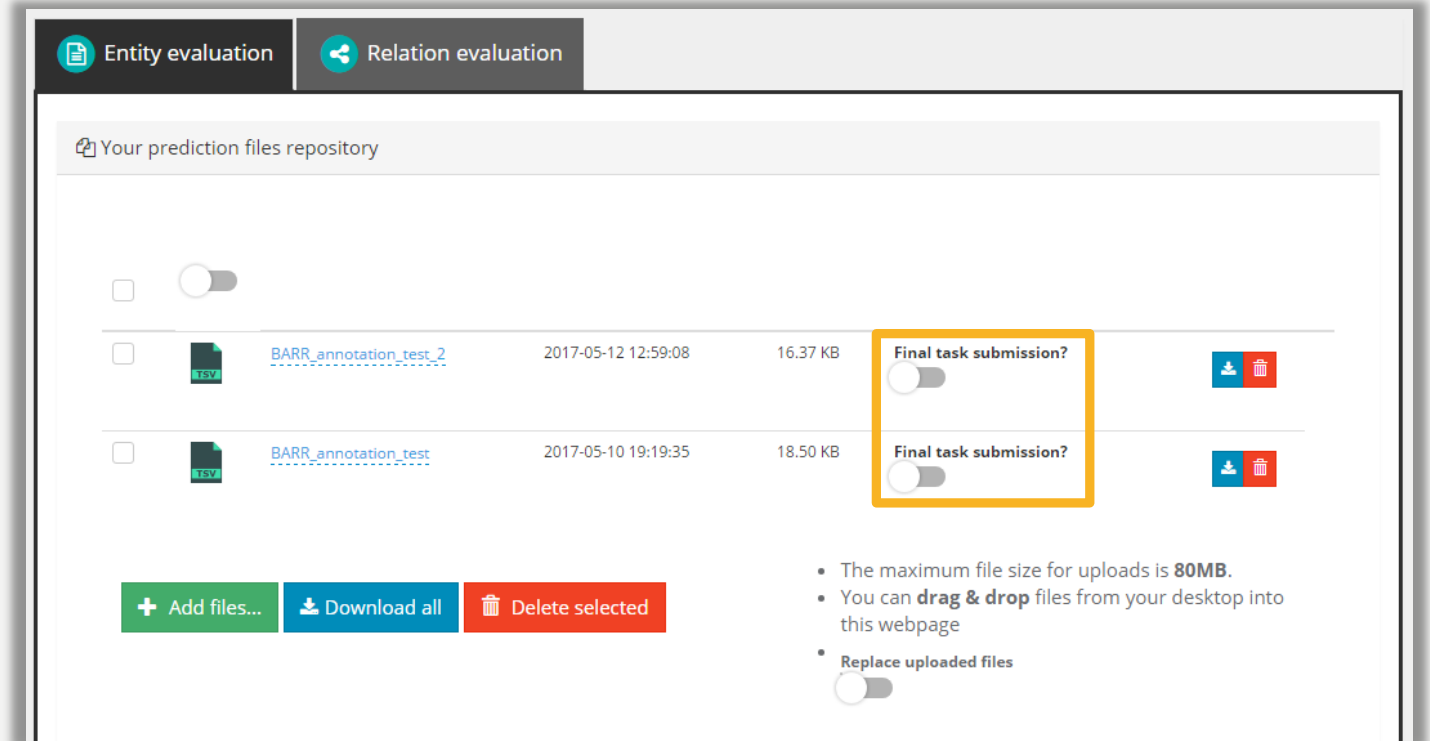 Entity evaluation
Relation evaluation
Your prediction files repository
TSV
BARR_annotation_test_2
2017-05-12 12:59:08
16.37 KB
Final task submission?
TSV
BARR_annotation_test
2017-05-10 19:19:35
18.50 KB
Final task submission?
+ Add files...
Download all
Delete selected
• The maximum file size for uploads is 80MB.
• You can drag & drop files from your desktop into
this webpage
• Replace uploaded files